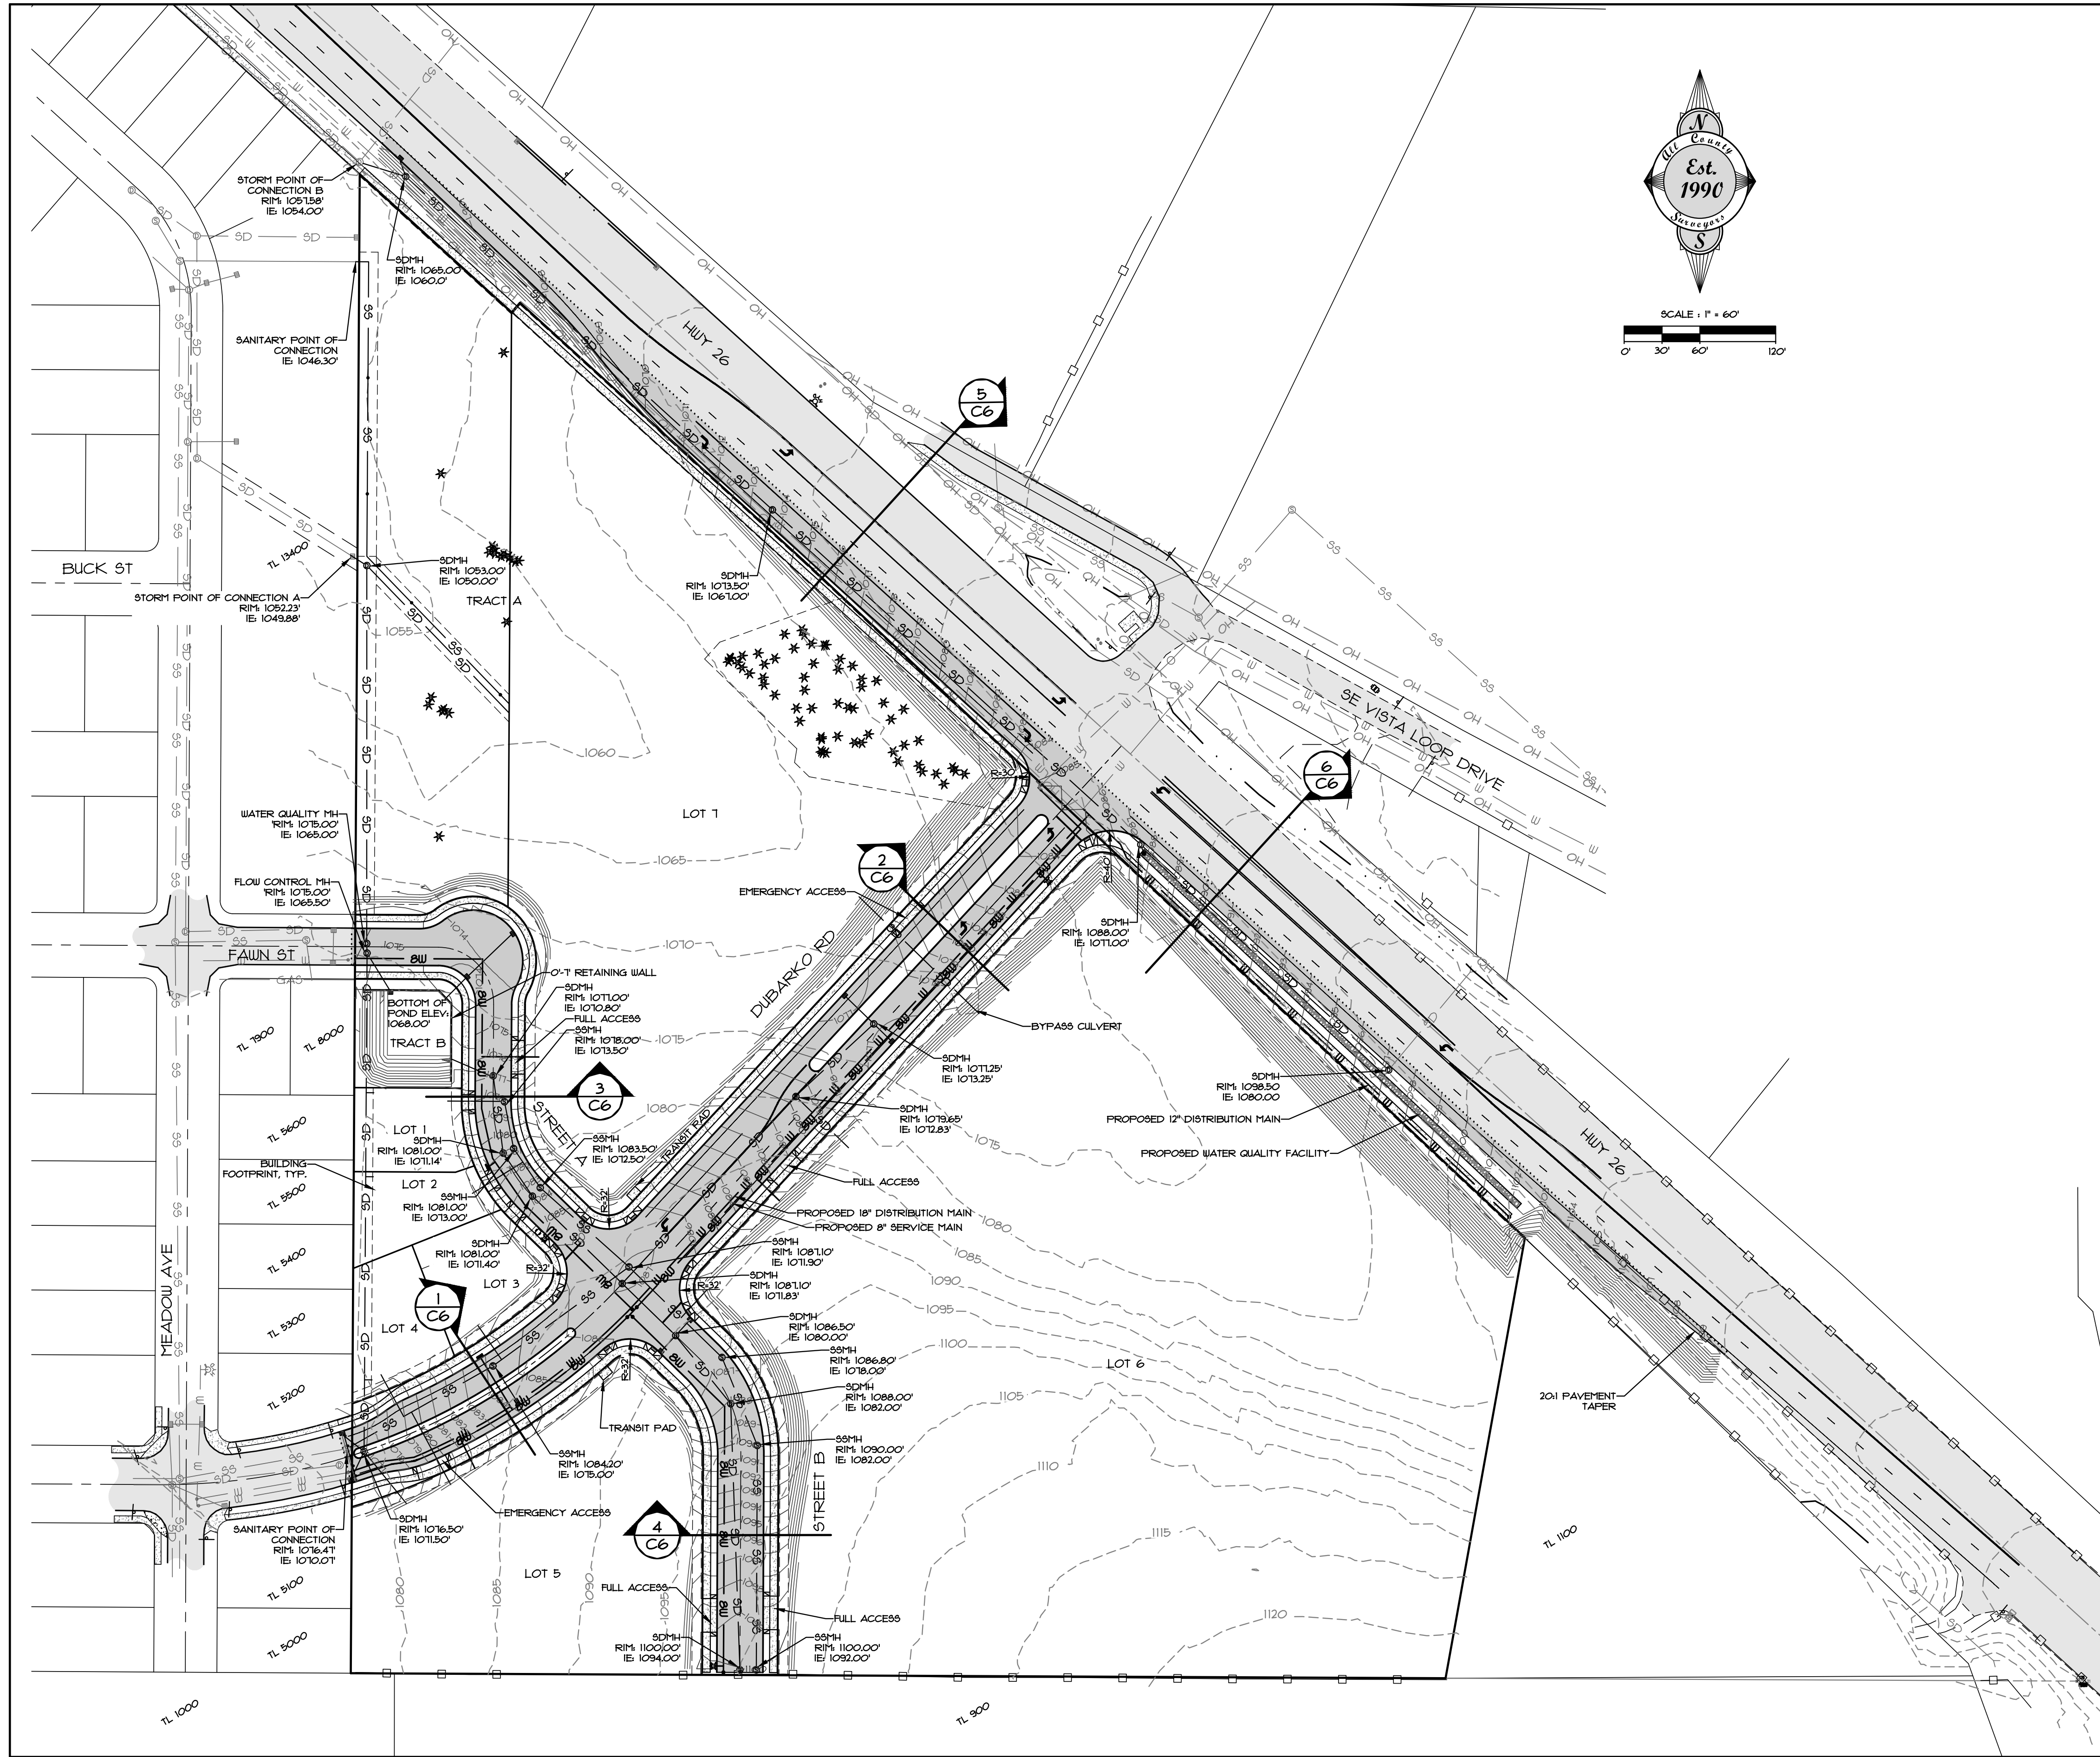 N
All County
Est.
1990
Surveyors
S
SCALE : 1" = 60'
0' 30' 60' 120'
STORM POINT OF
CONNECTION B
RIM: 1057.58'
IE: 1054.00'
SDMH
RIM: 1065.00'
IE: 1060.0'
SANITARY POINT OF
CONNECTION
IE: 1046.30'
HWY 26
5
C6
BUCK ST
TL 13400
STORM POINT OF CONNECTION A
RIM: 1052.23'
IE: 1049.88'
SDMH
RIM: 1053.00'
IE: 1050.00'
TRACT A
1055
SDMH
RIM: 1073.50'
IE: 1067.00'
SE VISTA LOOP DRIVE
6
C6
1060
LOT 7
1065
WATER QUALITY MH
RIM: 1075.00'
IE: 1065.00'
FLOW CONTROL MH
RIM: 1075.00'
IE: 1065.50'
2
C6
EMERGENCY ACCESS
R=30'
R=40'
SDMH
RIM: 1088.00'
IE: 1077.00'
FAWN ST
GAS
1070
DUBARKO RD
0'-7' RETAINING WALL
BOTTOM OF
POND ELEV:
1068.00'
TRACT B
SDMH
RIM: 1077.00'
IE: 1070.80'
FULL ACCESS
SSMH
RIM: 1078.00'
IE: 1073.50'
1075
BYPASS CULVERT
TL 7900
TL 8000
SDMH
RIM: 1077.25'
IE: 1073.25'
3
C6
STREET A
1080
TRANSIT PAD
SDMH
RIM: 1079.65'
IE: 1072.83'
1075
SDMH
RIM: 1098.50
IE: 1080.00
PROPOSED 12" DISTRIBUTION MAIN
PROPOSED WATER QUALITY FACILITY
HWY 26
TL 5600
LOT 1
SDMH
RIM: 1081.00'
IE: 1071.14'
SSMH
RIM: 1083.50'
IE: 1072.50'
BUILDING
FOOTPRINT, TYP.
LOT 2
TL 5500
SSMH
RIM: 1081.00'
IE: 1073.00'
FULL ACCESS
R=32'
PROPOSED 18" DISTRIBUTION MAIN
PROPOSED 8" SERVICE MAIN
1080
SDMH
RIM: 1081.00'
IE: 1071.40'
SSMH
RIM: 1087.10'
IE: 1071.90'
1085
TL 5400
MEADOW AVE
LOT 3
R=32'
R=32'
SDMH
RIM: 1087.10'
IE: 1071.83'
1090
1
C6
1095
TL 5300
LOT 4
SDMH
RIM: 1086.50'
IE: 1080.00'
1100
R=32'
SSMH
RIM: 1086.80'
IE: 1078.00'
LOT 6
TL 5200
SDMH
RIM: 1088.00'
IE: 1082.00'
1105
20:1 PAVEMENT
TAPER
TRANSIT PAD
SSMH
RIM: 1090.00'
IE: 1082.00'
SSMH
RIM: 1084.20'
IE: 1075.00'
1110
STREET B
EMERGENCY ACCESS
SDMH
RIM: 1076.50'
IE: 1071.50'
SANITARY POINT OF
CONNECTION
RIM: 1076.47'
IE: 1070.07'
4
C6
1115
TL 1100
LOT 5
TL 5100
1080
1085
1090
1095
FULL ACCESS
FULL ACCESS
1120
TL 5000
SDMH
RIM: 1100.00'
IE: 1094.00'
SSMH
RIM: 1100.00'
IE: 1092.00'
TL 1000
TL 900